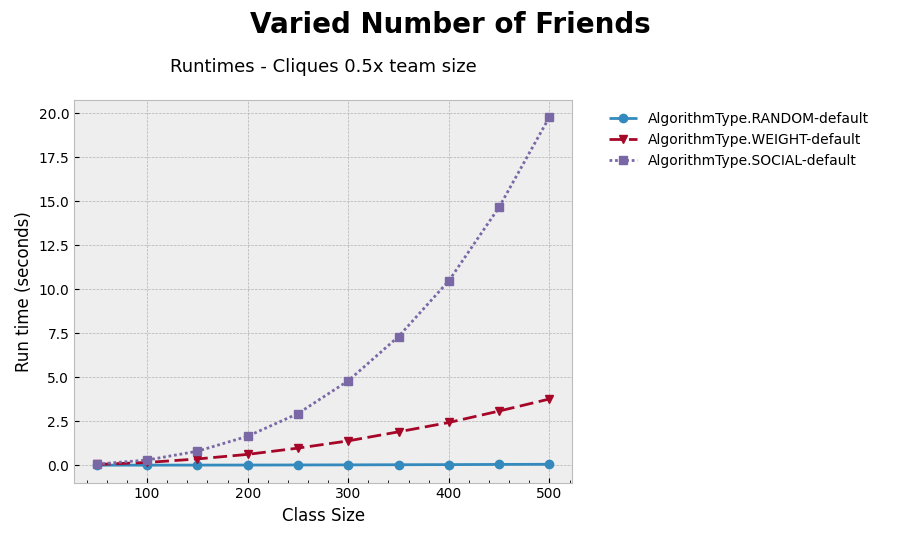 Varied Number of Friends
Runtimes - Cliques 0.5x team size
20.0
17.5
15.0
12.5
10.0
7.5
5.0
2.5
0.0
Run time (seconds)
100 200 300 400 500
Class Size
AlgorithmType.RANDOM-default
AlgorithmType.WEIGHT-default
AlgorithmType.SOCIAL-default